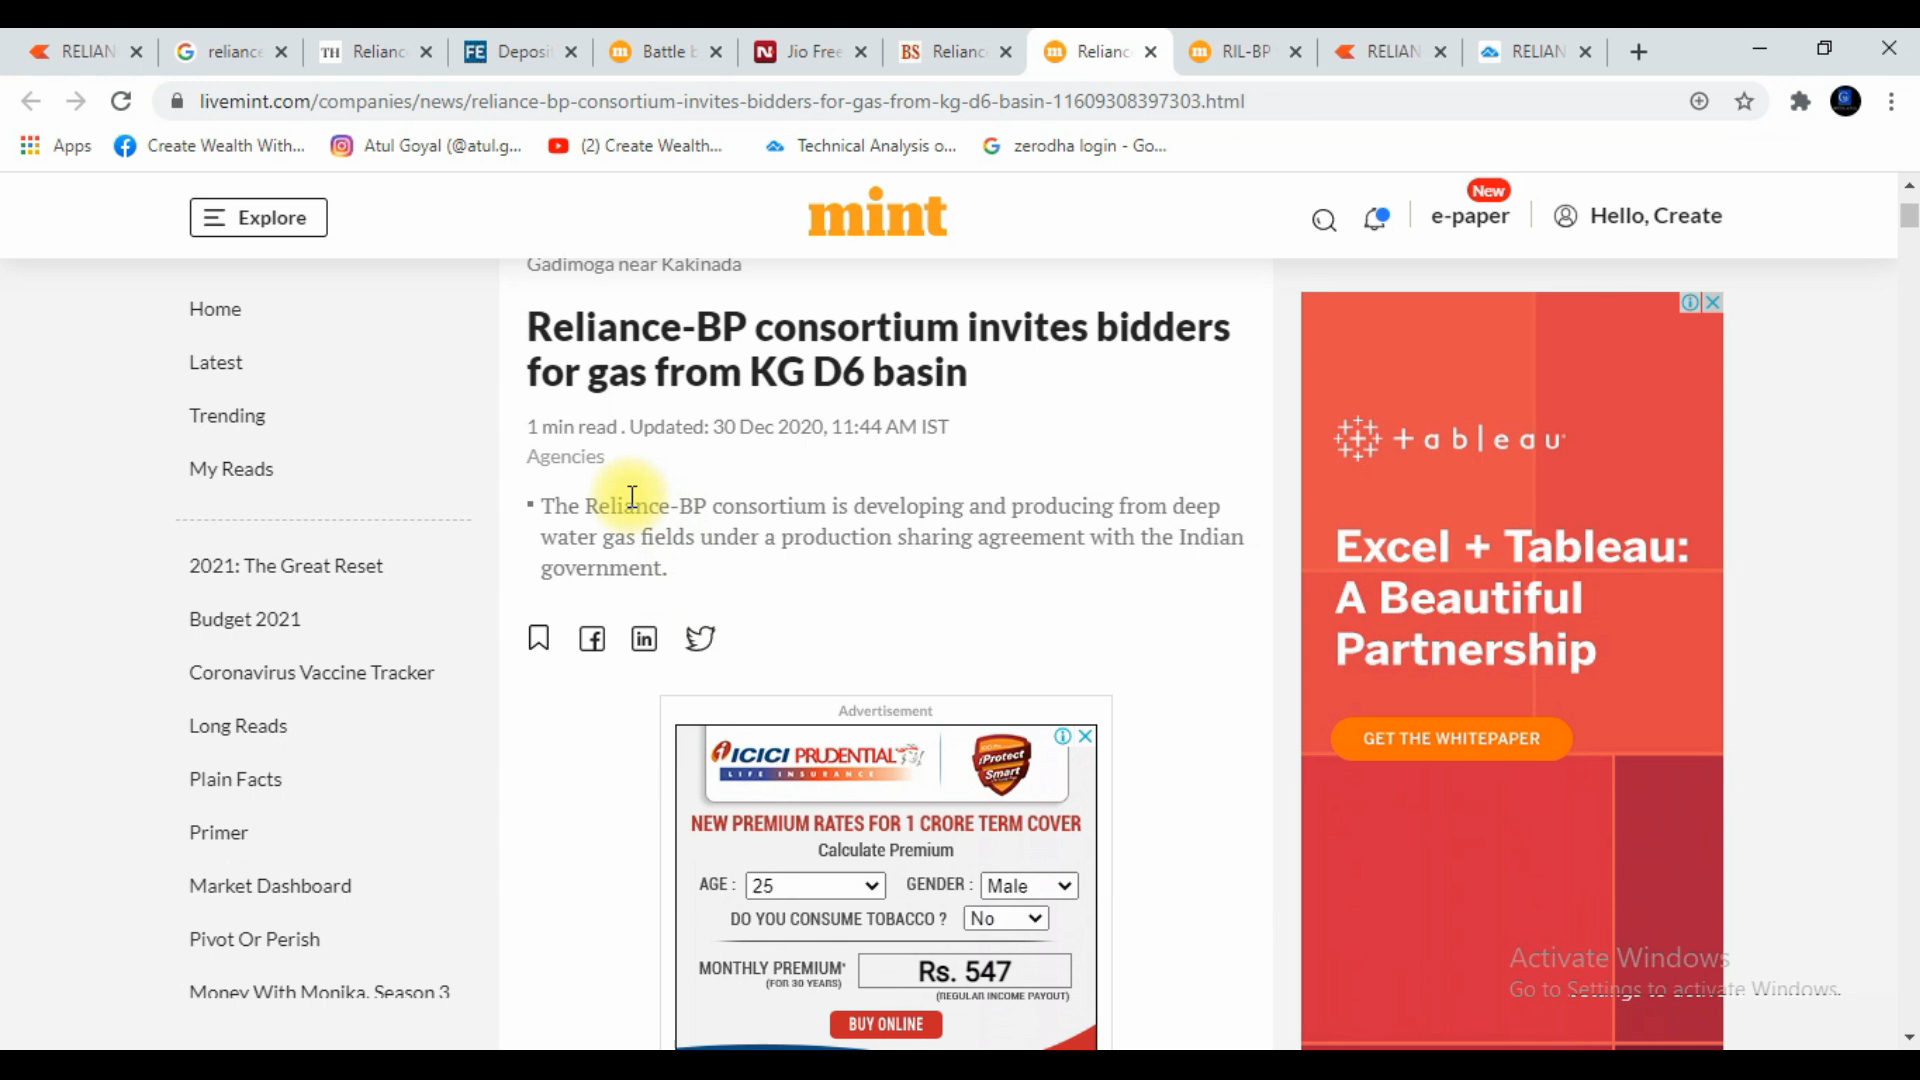 RELIAN
reliance
TH
Relianc
FE
Deposi
Battle b
Jio Free
BS
Relianc
Relianc
RIL-BP
RELIAN
RELIAN
livemint.com/companies/news/reliance-bp-consortium-invites-bidders-for-gas-from-kg-d6-basin-11609308397303.html
Apps
Create Wealth With...
Atul Goyal (@atul.g...
(2) Create Wealth...
Technical Analysis o...
zerodha login - Go...
Explore
mint
New
e-paper
Hello, Create
Gadimoga near Kakinada
Home
Latest
Trending
My Reads
2021: The Great Reset
Budget 2021
Coronavirus Vaccine Tracker
Long Reads
Plain Facts
Primer
Market Dashboard
Pivot Or Perish
Money With Monika. Season 3
Reliance-BP consortium invites bidders
for gas from KG D6 basin
1 min read . Updated: 30 Dec 2020, 11:44 AM IST
Agencies
The Reliance-BP consortium is developing and producing from deep
water gas fields under a production sharing agreement with the Indian
government.
Advertisement
ICICI PRUDENTIAL
LIFE INSURANCE
iProtect
Smart
NEW PREMIUM RATES FOR 1 CRORE TERM COVER
Calculate Premium
AGE : 25 GENDER : Male
DO YOU CONSUME TOBACCO ? No
MONTHLY PREMIUM* Rs. 547
(FOR 30 YEARS)
(REGULAR INCOME PAYOUT)
BUY ONLINE
+ a b | e a u
Excel + Tableau:
A Beautiful
Partnership
GET THE WHITEPAPER
Activate Windows
Go to Settings to activate Windows.